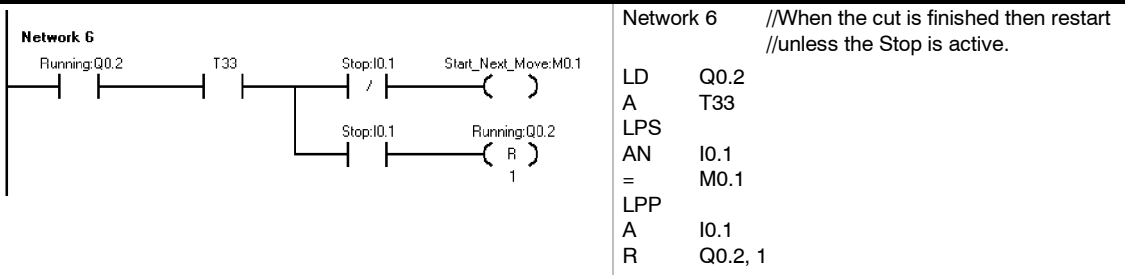 Network 6
Running:Q0.2 T33 Stop:I0.1 Start_Next_Move:M0.1
/
Stop:I0.1 Running:Q0.2
R
1
Network 6 //When the cut is finished then restart
//unless the Stop is active.
LD Q0.2
A T33
LPS
AN I0.1
= M0.1
LPP
A I0.1
R Q0.2, 1